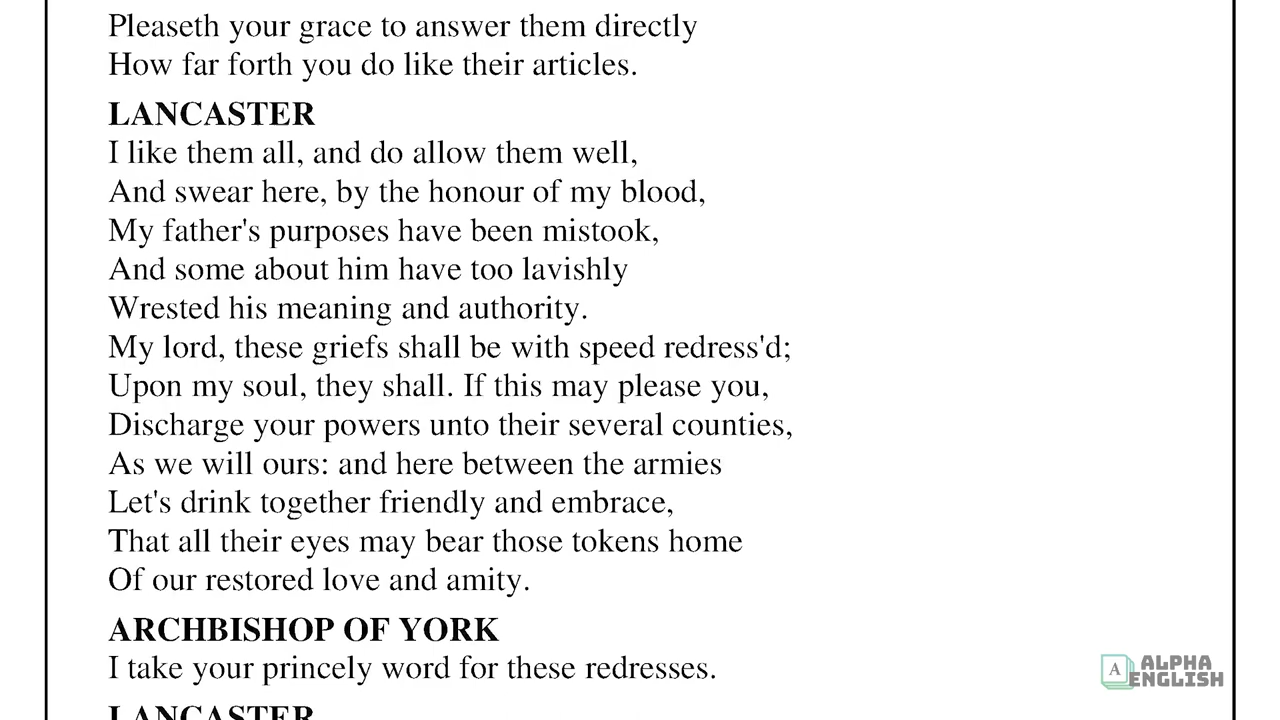 Pleaseth your grace to answer them directly
How far forth you do like their articles.
LANCASTER
I like them all, and do allow them well,
And swear here, by the honour of my blood,
My father's purposes have been mistook,
And some about him have too lavishly
Wrested his meaning and authority.
My lord, these griefs shall be with speed redress'd;
Upon my soul, they shall. If this may please you,
Discharge your powers unto their several counties,
As we will ours: and here between the armies
Let's drink together friendly and embrace,
That all their eyes may bear those tokens home
Of our restored love and amity.
ARCHBISHOP OF YORK
I take your princely word for these redresses.
LANCASTER
A ALPHA
ENGLISH